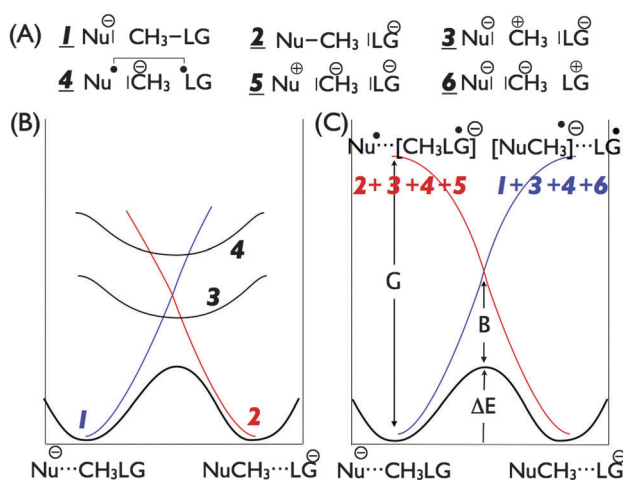 (A) 1 Nu|⊖ CH₃–LG 2 Nu–CH₃ |LG⊖ 3 Nu|⊖ CH₃⊕ |LG⊖
4 Nu• |CH₃⊖ •LG 5 Nu⊕ |CH₃⊖ |LG⊖ 6 Nu|⊖ |CH₃⊖ LG⊕
(B)
4
3
1
2
⊖
Nu···CH₃LG NuCH₃···LG⊖
(C)
Nu•···[CH₃LG]•⊖ [NuCH₃]•⊖···LG•
2+3+4+5 1+3+4+6
G
B
ΔE
⊖
Nu···CH₃LG NuCH₃···LG⊖